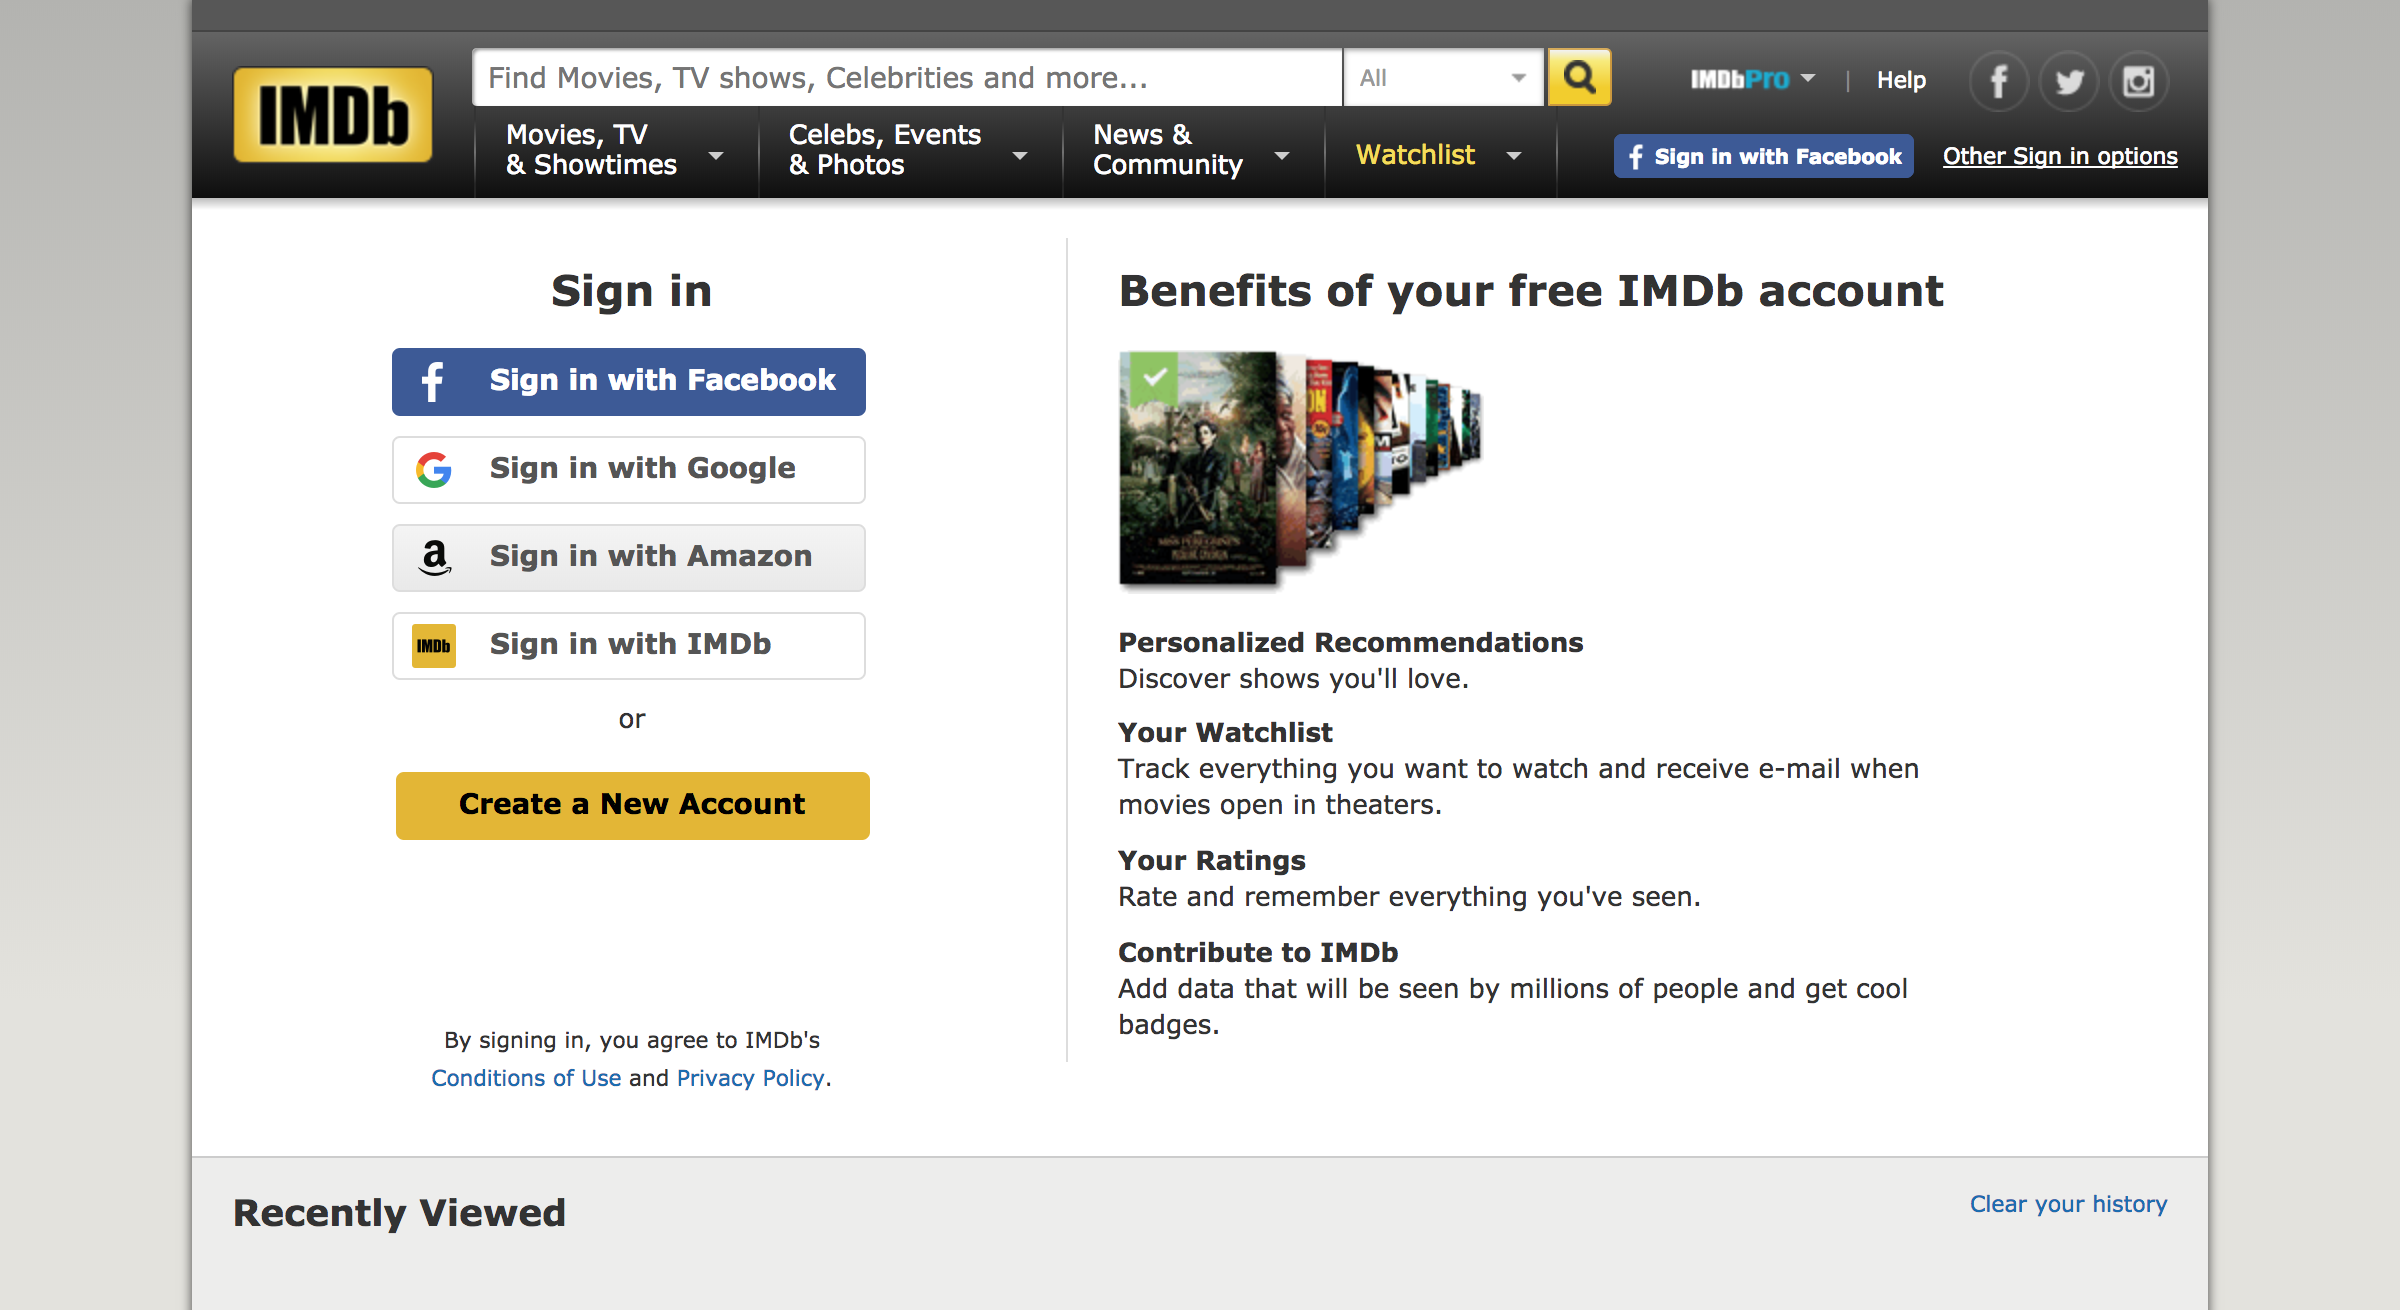 IMDb
Find Movies, TV shows, Celebrities and more...
All
IMDbPro
|
Help
Movies, TV
& Showtimes
Celebs, Events
& Photos
News &
Community
Watchlist
Sign in with Facebook
Other Sign in options
Sign in
Sign in with Facebook
Sign in with Google
Sign in with Amazon
IMDb
Sign in with IMDb
or
Create a New Account
By signing in, you agree to IMDb's
Conditions of Use and Privacy Policy.
Benefits of your free IMDb account
Personalized Recommendations
Discover shows you'll love.
Your Watchlist
Track everything you want to watch and receive e-mail when
movies open in theaters.
Your Ratings
Rate and remember everything you've seen.
Contribute to IMDb
Add data that will be seen by millions of people and get cool
badges.
Recently Viewed
Clear your history